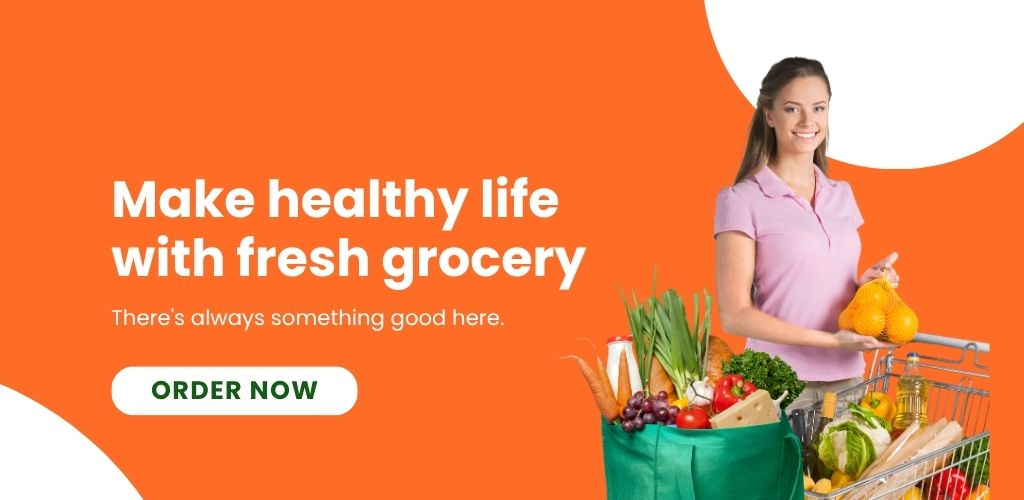 Make healthy life
with fresh grocery
There's always something good here.
ORDER NOW